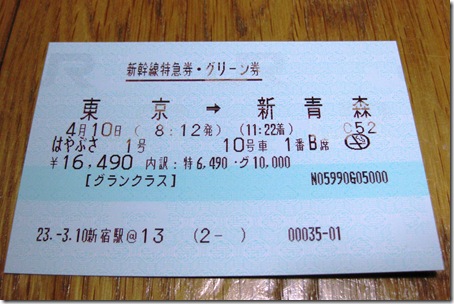 新幹線特急券・グリーン券
東京 → 新青森
4月10日 ( 8:12発) (11:22着) C52
はやぶさ 1号 10号車 1番B席
¥16,490 内訳:特6,490・グ10,000
[グランクラス] NO5990G05000
23.-3.10新宿駅@13 (2- ) 00035-01